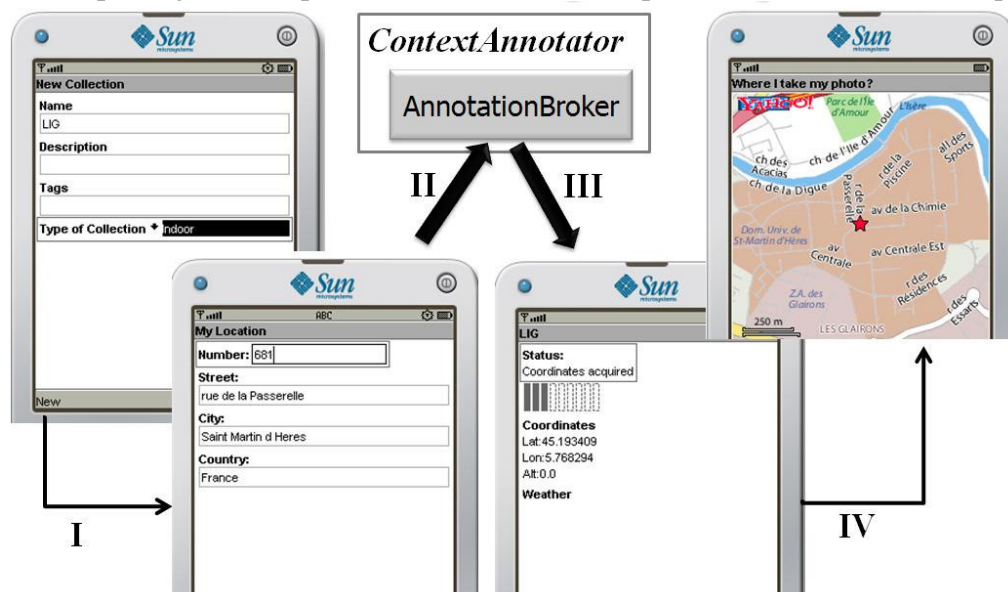 Sun
microsystems
New Collection
Name
LIG
Description
Tags
Type of Collection Indoor
New
I
Sun
microsystems
ABC
My Location
Number: 681
Street:
rue de la Passerelle
City:
Saint Martin d Heres
Country:
France
II
ContextAnnotator
AnnotationBroker
III
Sun
microsystems
LIG
Status:
Coordinates acquired
Coordinates
Lat:45.193409
Lon:5.768294
Alt:0.0
Weather
IV
Sun
microsystems
Where I take my photo?
YAHOO!
Parc de l'Ile
d'Amour
L'Isère
ch des
Acacias
ch de l'Ile d'Amour
r de la
Piscine
all des
Sports
ch de la Digue
r de la
Passerelle
av de la Chimie
Dom. Univ. de
St-Martin d'Hères
av
Centrale
av Centrale Est
r des
Résidences
Z.A. des
Glairons
r des
Essarts
250 m
LES GLAIRONS